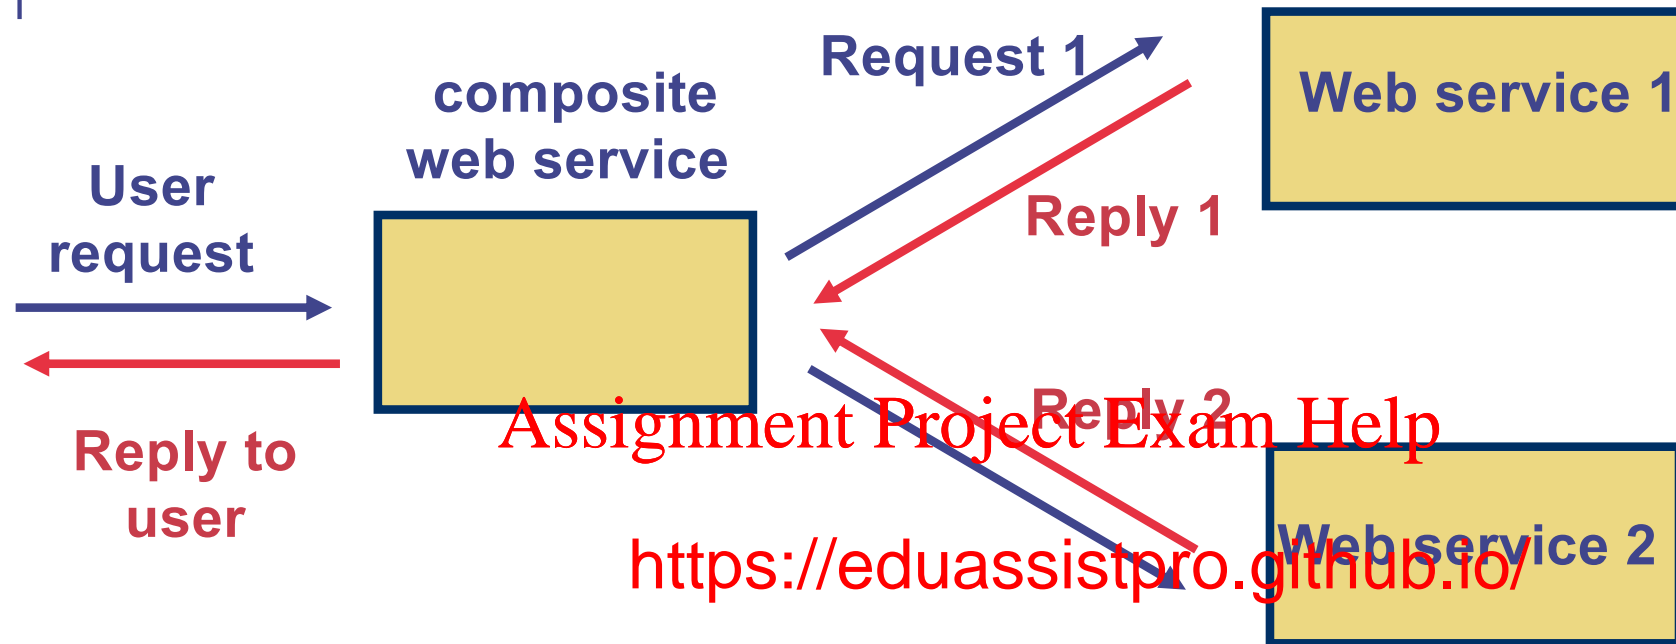 Request 1
composite
web service
Web service 1
User
request
Reply 1
Reply 2
Assignment Project Exam Help
Reply to
user
Web service 2
https://eduassistpro.github.io/